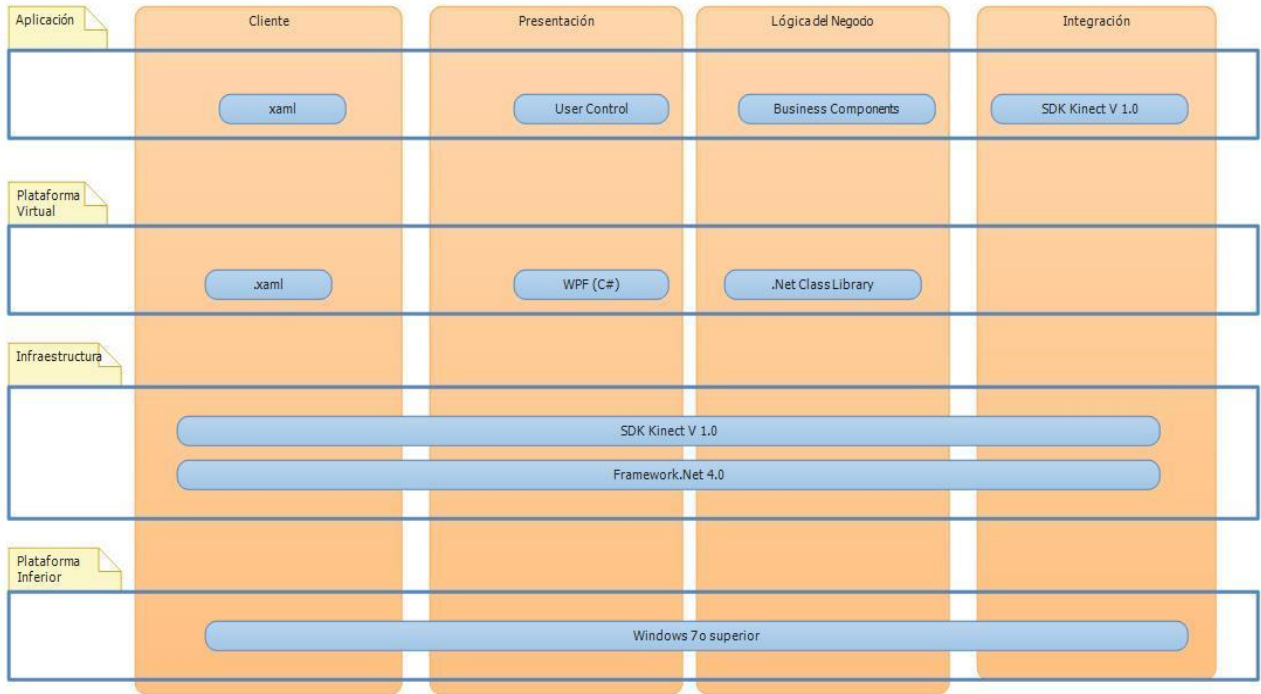 Aplicación
Cliente
Presentación
Lógica del Negocio
Integración
xaml
User Control
Business Components
SDK Kinect V 1.0
Plataforma
Virtual
.xaml
WPF (C#)
.Net Class Library
Infraestructura
SDK Kinect V 1.0
Framework.Net 4.0
Plataforma
Inferior
Windows 7 o superior